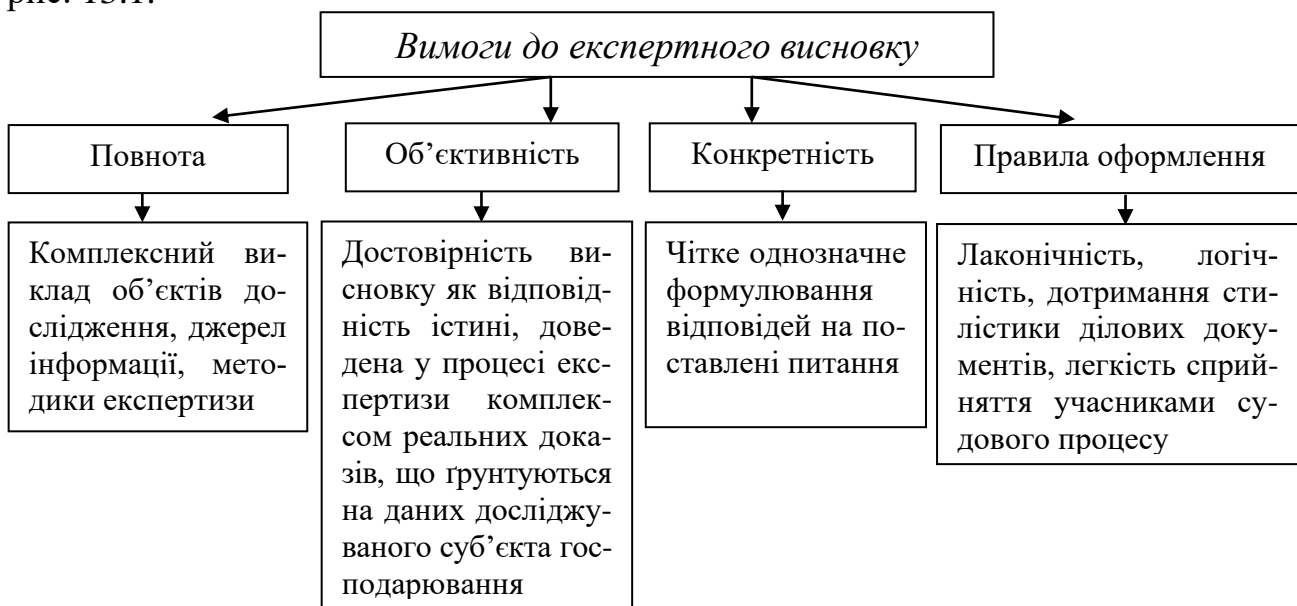 рис. 13.1.
Вимоги до експертного висновку
Повнота
Об’єктивність
Конкретність
Правила оформлення
Комплексний ви-
клад об’єктів до-
слідження, джерел
інформації, мето-
дики експертизи
Достовірність ви-
сновку як відповід-
ність істині, дове-
дена у процесі екс-
пертизи комплек-
сом реальних дока-
зів, що ґрунтуються
на даних досліджу-
ваного суб’єкта гос-
подарювання
Чітке однозначне
формулювання
відповідей на по-
ставлені питання
Лаконічність, логіч-
ність, дотримання сти-
лістики ділових доку-
ментів, легкість сприй-
няття учасниками су-
дового процесу